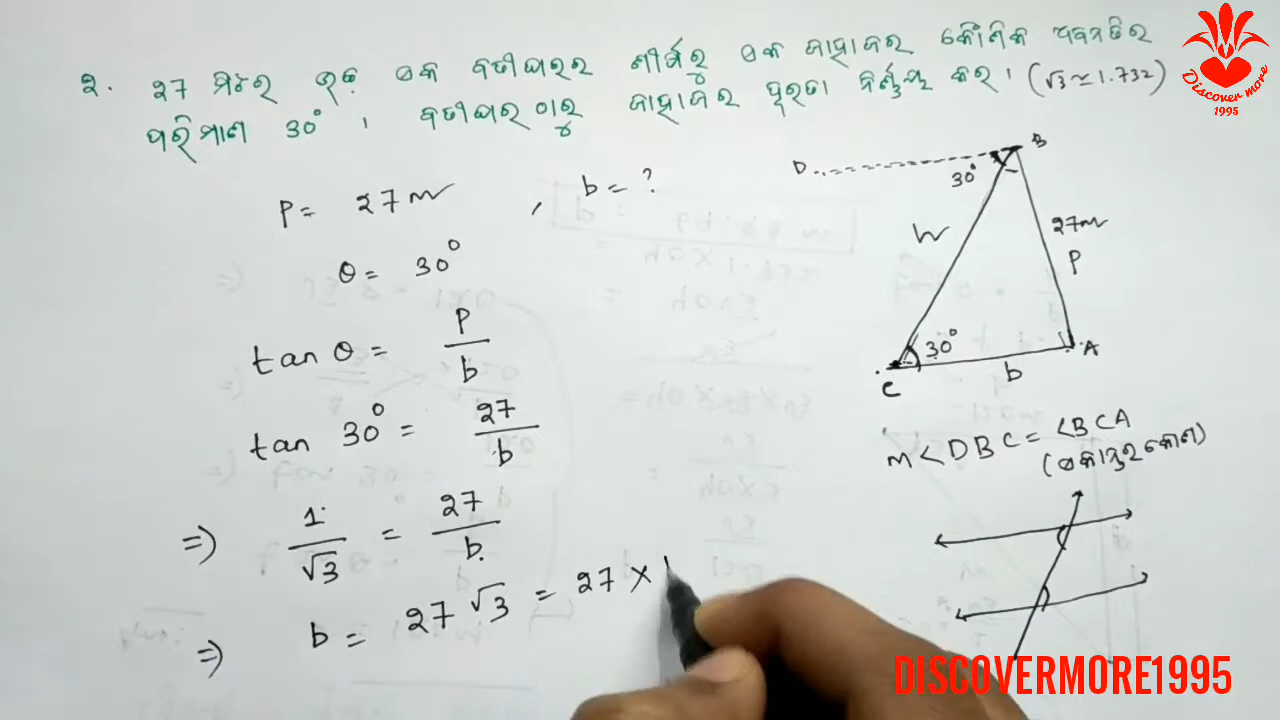 ୨. 27 ମିଟର ଉଚ୍ଚ ଏକ ବତୀଘରର ଶୀର୍ଷରୁ ଏକ ଜାହାଜର କୌଣିକ ଅବନତିର
ପରିମାଣ 30° । ବତୀଘର ଠାରୁ ଜାହାଜର ଦୂରତା ନିର୍ଣ୍ଣୟ କର । (√3 ≃ 1.732)
P = 27m , b = ?
θ = 30°
tan θ = P/b
tan 30° = 27/b
⇒) 1/√3 = 27/b
⇒) b = 27√3 = 27 ×
D B
30°
h 27m
P
30° A
C b
m∠DBC = ∠BCA
(ଏକାନ୍ତର କୋଣ)
Discover more
1995
DISCOVERMORE1995